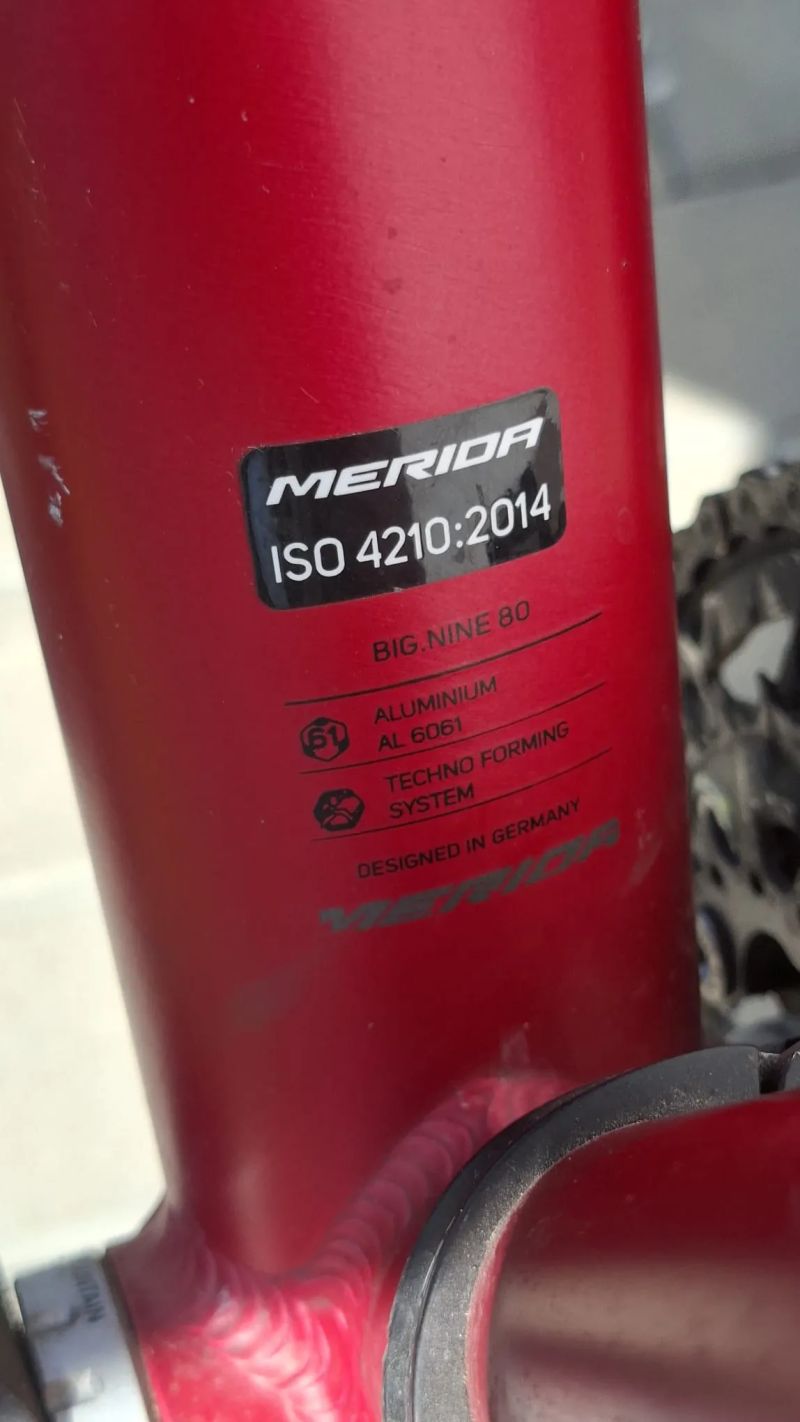 MERIDA
ISO 4210:2014
BIG.NINE 80
61
ALUMINIUM
AL 6061
TECHNO FORMING
SYSTEM
DESIGNED IN GERMANY
MERIDA